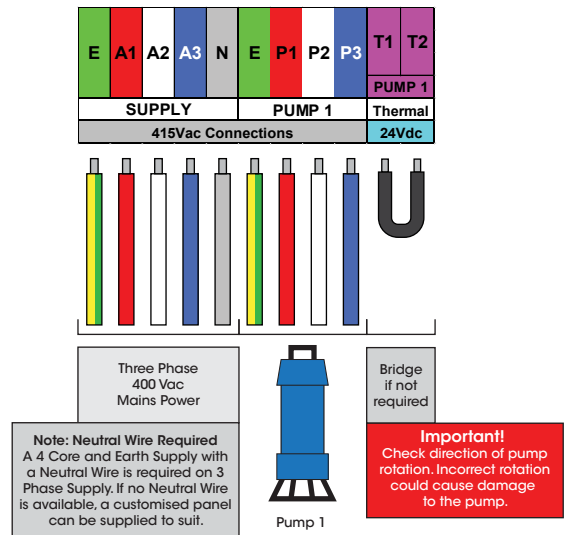 E A1 A2 A3 N E P1 P2 P3 T1 T2
PUMP 1
SUPPLY PUMP 1 Thermal
415Vac Connections 24Vdc
Three Phase
400 Vac
Mains Power
Note: Neutral Wire Required
A 4 Core and Earth Supply with
a Neutral Wire is required on 3
Phase Supply. If no Neutral Wire
is available, a customised panel
can be supplied to suit.
Pump 1
Bridge
if not
required
Important!
Check direction of pump
rotation. Incorrect rotation
could cause damage
to the pump.